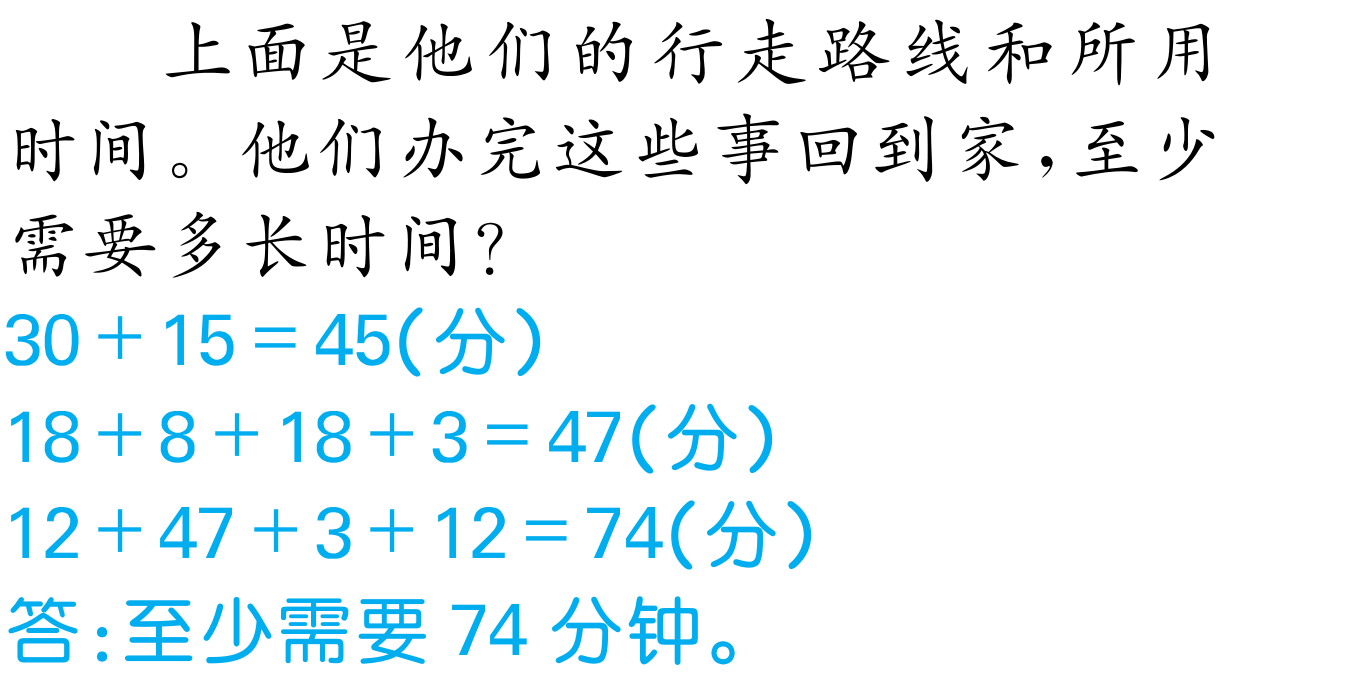 上面是他们的行走路线和所用
时间。他们办完这些事回到家,至少
需要多长时间?
30+15=45(分)
18+8+18+3=47(分)
12+47+3+12=74(分)
答:至少需要 74 分钟。